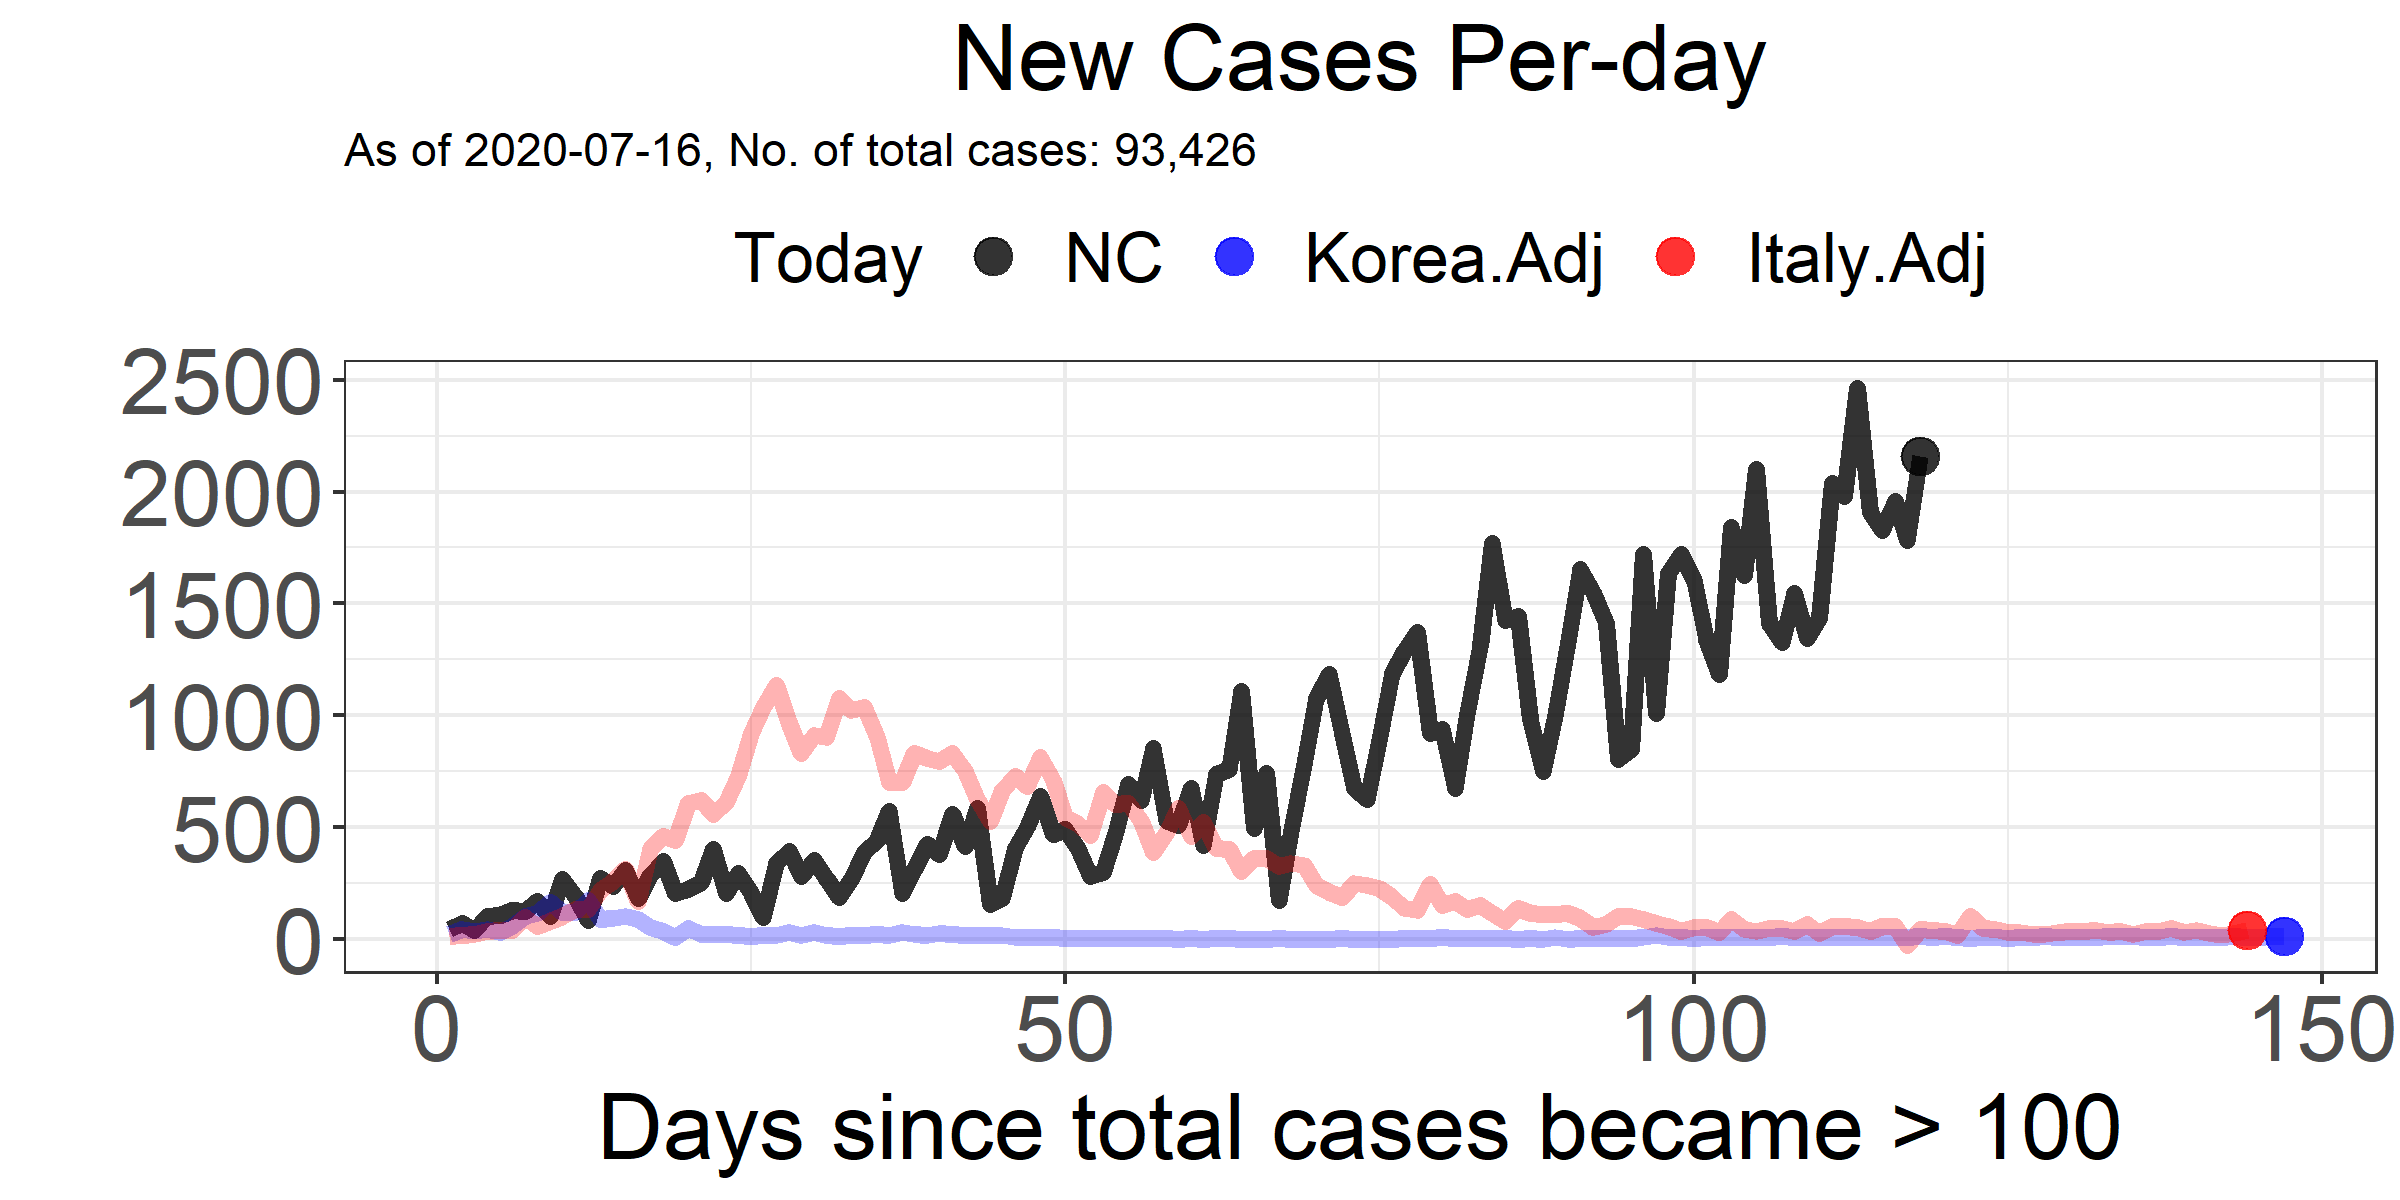 New Cases Per-day
As of 2020-07-16, No. of total cases: 93,426
Today NC Korea.Adj Italy.Adj
2500
2000
1500
1000
500
0
0 50 100 150
Days since total cases became > 100